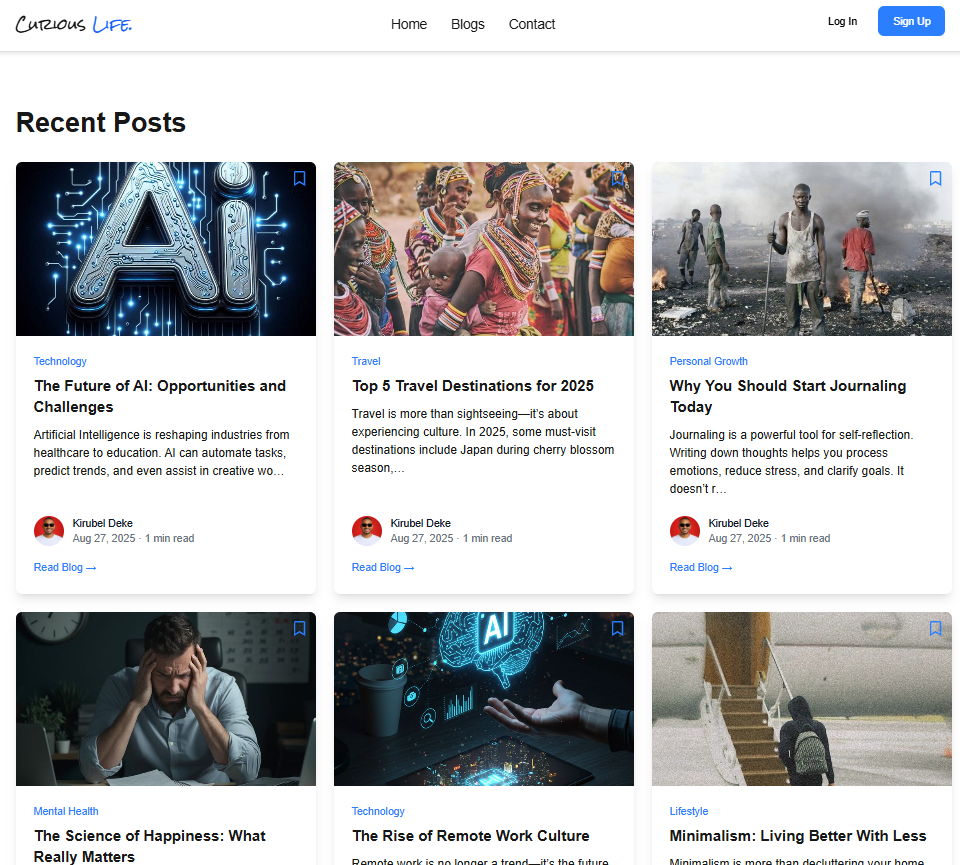 Curious Life.
Home Blogs Contact
Log In
Sign Up
Recent Posts
Ai
Technology
The Future of AI: Opportunities and
Challenges
Artificial Intelligence is reshaping industries from
healthcare to education. AI can automate tasks,
predict trends, and even assist in creative wo…
Kirubel Deke
Aug 27, 2025 · 1 min read
Read Blog →
Travel
Top 5 Travel Destinations for 2025
Travel is more than sightseeing—it's about
experiencing culture. In 2025, some must-visit
destinations include Japan during cherry blossom
season,…
Kirubel Deke
Aug 27, 2025 · 1 min read
Read Blog →
Personal Growth
Why You Should Start Journaling
Today
Journaling is a powerful tool for self-reflection.
Writing down thoughts helps you process
emotions, reduce stress, and clarify goals. It
doesn't r…
Kirubel Deke
Aug 27, 2025 · 1 min read
Read Blog →
Mental Health
The Science of Happiness: What
Really Matters
AI
Technology
The Rise of Remote Work Culture
Remote work is no longer a trend—it's the future
Lifestyle
Minimalism: Living Better With Less
Minimalism is more than decluttering your home